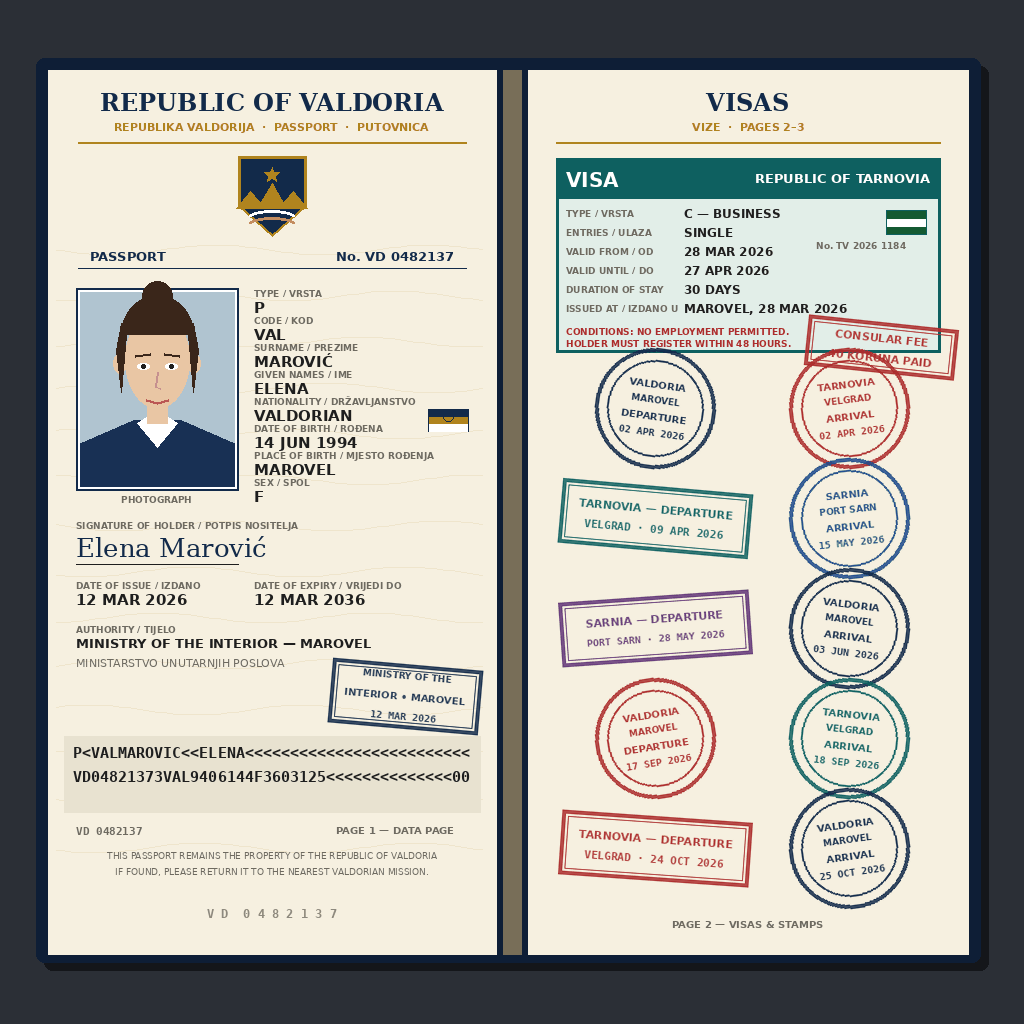 REPUBLIC OF VALDORIA
REPUBLIKA VALDORIJA · PASSPORT · PUTOVNICA
PASSPORT
No. VD 0482137
TYPE / VRSTA
P
CODE / KOD
VAL
SURNAME / PREZIME
MAROVIĆ
GIVEN NAMES / IME
ELENA
NATIONALITY / DRŽAVLJANSTVO
VALDORIAN
DATE OF BIRTH / ROĐENA
14 JUN 1994
PLACE OF BIRTH / MJESTO ROĐENJA
MAROVEL
SEX / SPOL
F
PHOTOGRAPH
SIGNATURE OF HOLDER / POTPIS NOSITELJA
Elena Marović
DATE OF ISSUE / IZDANO
12 MAR 2026
DATE OF EXPIRY / VRIJEDI DO
12 MAR 2036
AUTHORITY / TIJELO
MINISTRY OF THE INTERIOR — MAROVEL
MINISTARSTVO UNUTARNJIH POSLOVA
MINISTRY OF THE
INTERIOR • MAROVEL
12 MAR 2026
P<VALMAROVIC<<ELENA<<<<<<<<<<<<<<<<<<<<<<<<<
VD04821373VAL9406144F3603125<<<<<<<<<<<<<<00
VD 0482137
PAGE 1 — DATA PAGE
THIS PASSPORT REMAINS THE PROPERTY OF THE REPUBLIC OF VALDORIA
IF FOUND, PLEASE RETURN IT TO THE NEAREST VALDORIAN MISSION.
VD 0482137
VISAS
VIZE · PAGES 2–3
VISA
REPUBLIC OF TARNOVIA
TYPE / VRSTA C — BUSINESS
ENTRIES / ULAZA SINGLE
VALID FROM / OD 28 MAR 2026
No. TV 2026 1184
VALID UNTIL / DO 27 APR 2026
DURATION OF STAY 30 DAYS
ISSUED AT / IZDANO U MAROVEL, 28 MAR 2026
CONDITIONS: NO EMPLOYMENT PERMITTED.
HOLDER MUST REGISTER WITHIN 48 HOURS.
CONSULAR FEE
KORUNA PAID
VALDORIA
MAROVEL
DEPARTURE
02 APR 2026
TARNOVIA
VELGRAD
ARRIVAL
02 APR 2026
TARNOVIA — DEPARTURE
VELGRAD · 09 APR 2026
SARNIA
PORT SARN
ARRIVAL
15 MAY 2026
SARNIA — DEPARTURE
PORT SARN · 28 MAY 2026
VALDORIA
MAROVEL
ARRIVAL
03 JUN 2026
VALDORIA
MAROVEL
DEPARTURE
17 SEP 2026
TARNOVIA
VELGRAD
ARRIVAL
18 SEP 2026
TARNOVIA — DEPARTURE
VELGRAD · 24 OCT 2026
VALDORIA
MAROVEL
ARRIVAL
25 OCT 2026
PAGE 2 — VISAS & STAMPS